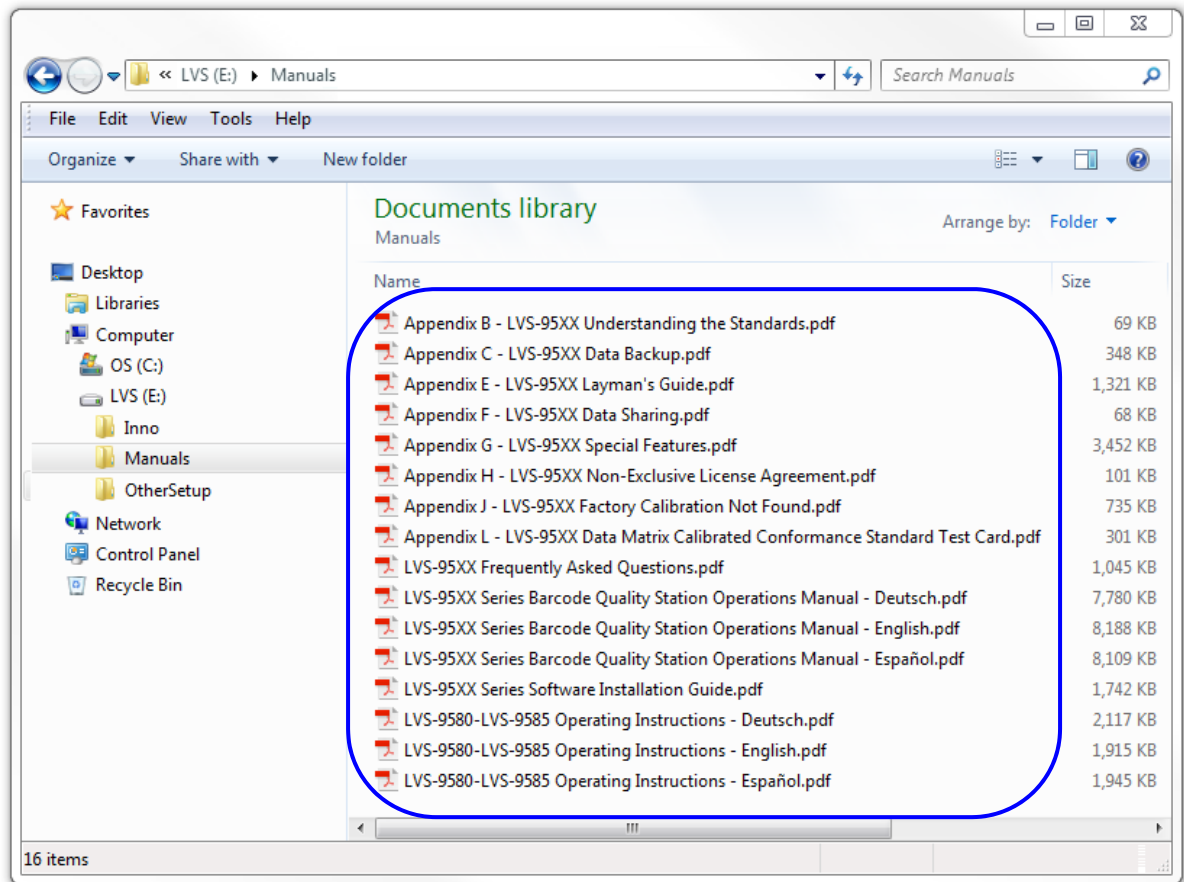 « LVS (E:) ▸ Manuals
Search Manuals
File Edit View Tools Help
Organize Share with New folder
Favorites
Desktop
Libraries
Computer
OS (C:)
LVS (E:)
Inno
Manuals
OtherSetup
Network
Control Panel
Recycle Bin
Documents library
Manuals
Arrange by: Folder
Name Size
Appendix B - LVS-95XX Understanding the Standards.pdf 69 KB
Appendix C - LVS-95XX Data Backup.pdf 348 KB
Appendix E - LVS-95XX Layman's Guide.pdf 1,321 KB
Appendix F - LVS-95XX Data Sharing.pdf 68 KB
Appendix G - LVS-95XX Special Features.pdf 3,452 KB
Appendix H - LVS-95XX Non-Exclusive License Agreement.pdf 101 KB
Appendix J - LVS-95XX Factory Calibration Not Found.pdf 735 KB
Appendix L - LVS-95XX Data Matrix Calibrated Conformance Standard Test Card.pdf 301 KB
LVS-95XX Frequently Asked Questions.pdf 1,045 KB
LVS-95XX Series Barcode Quality Station Operations Manual - Deutsch.pdf 7,780 KB
LVS-95XX Series Barcode Quality Station Operations Manual - English.pdf 8,188 KB
LVS-95XX Series Barcode Quality Station Operations Manual - Español.pdf 8,109 KB
LVS-95XX Series Software Installation Guide.pdf 1,742 KB
LVS-9580-LVS-9585 Operating Instructions - Deutsch.pdf 2,117 KB
LVS-9580-LVS-9585 Operating Instructions - English.pdf 1,915 KB
LVS-9580-LVS-9585 Operating Instructions - Español.pdf 1,945 KB
16 items